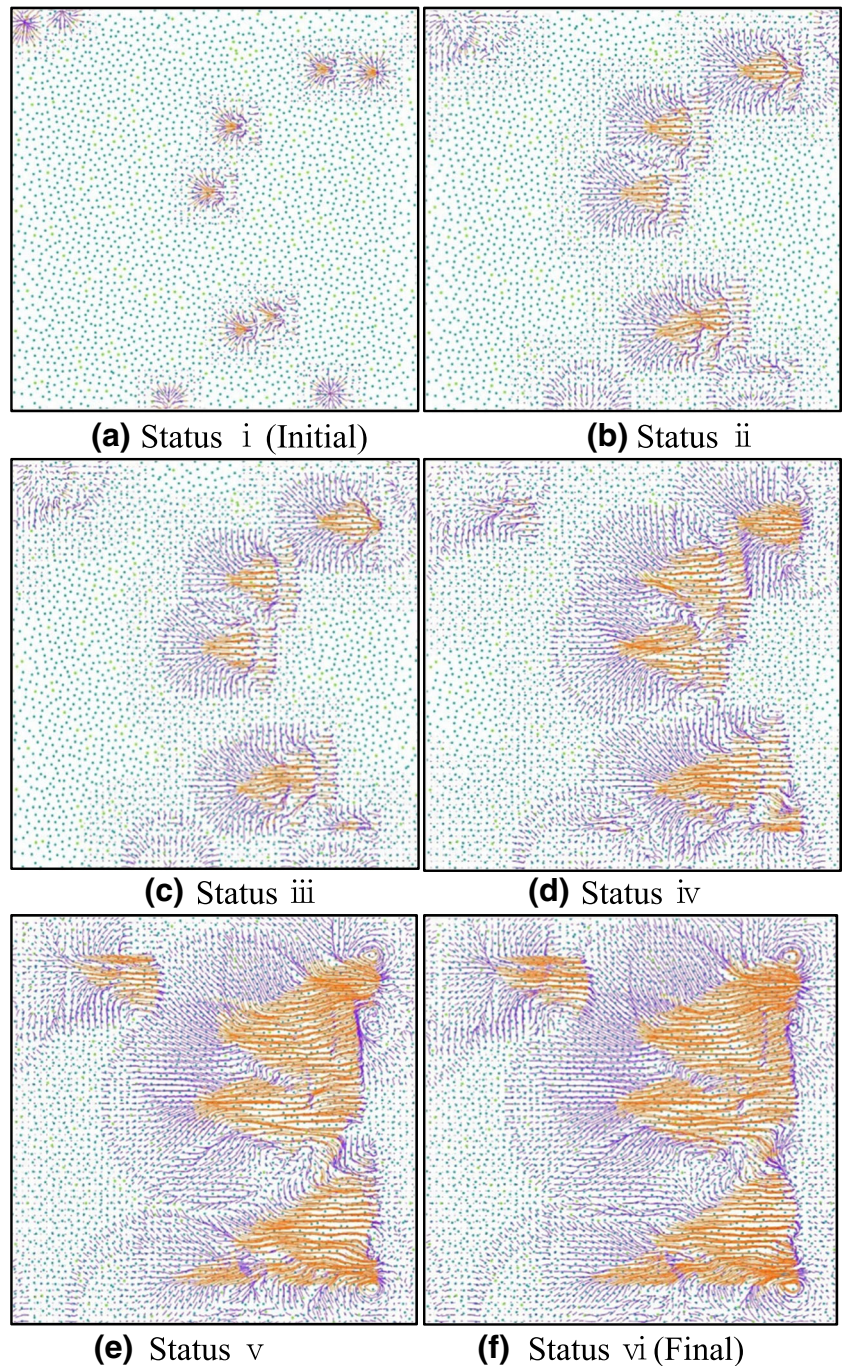 (a) Status ⅰ (Initial)
(b) Status ⅱ
(c) Status ⅲ
(d) Status ⅳ
(e) Status ⅴ
(f) Status ⅵ (Final)